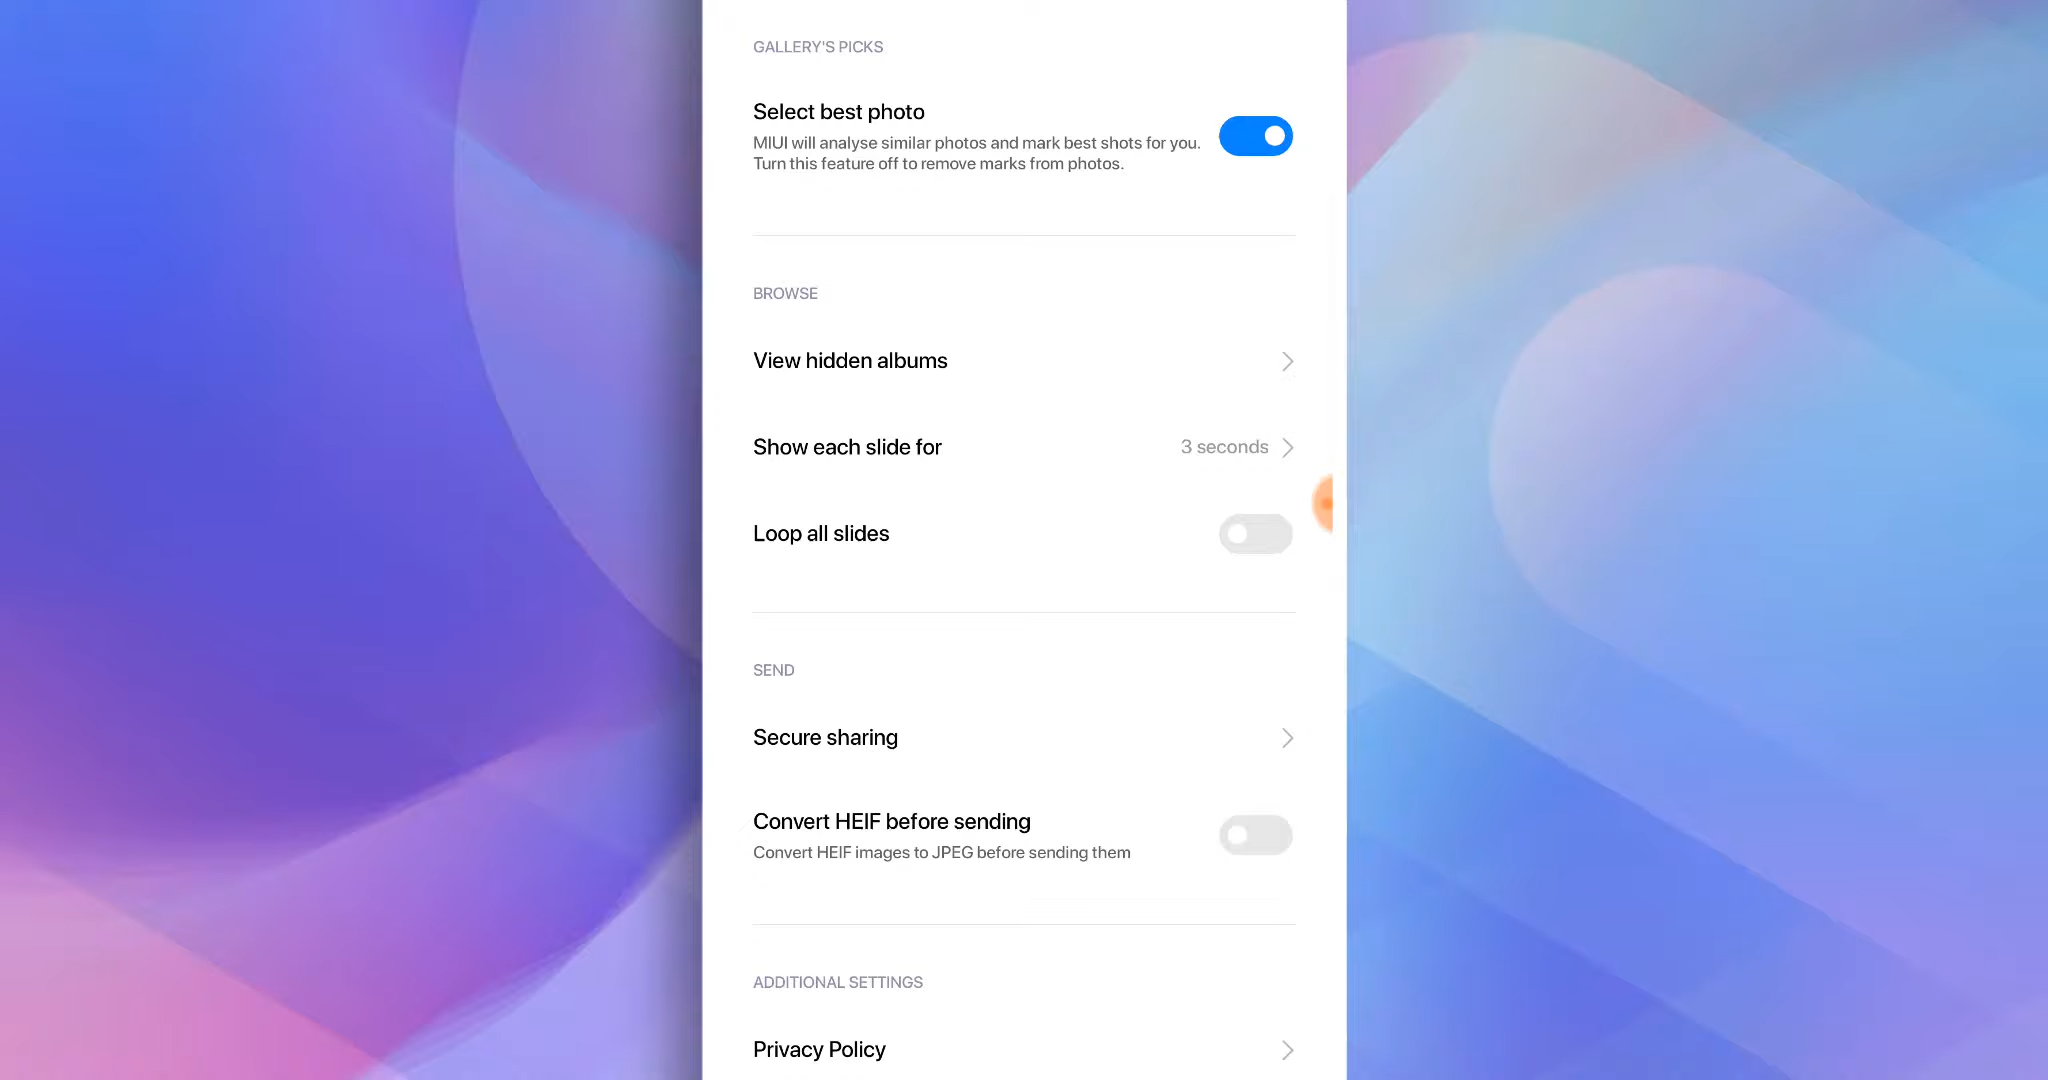 GALLERY'S PICKS
Select best photo
MIUI will analyse similar photos and mark best shots for you.
Turn this feature off to remove marks from photos.
BROWSE
View hidden albums
Show each slide for
3 seconds
Loop all slides
SEND
Secure sharing
Convert HEIF before sending
Convert HEIF images to JPEG before sending them
ADDITIONAL SETTINGS
Privacy Policy